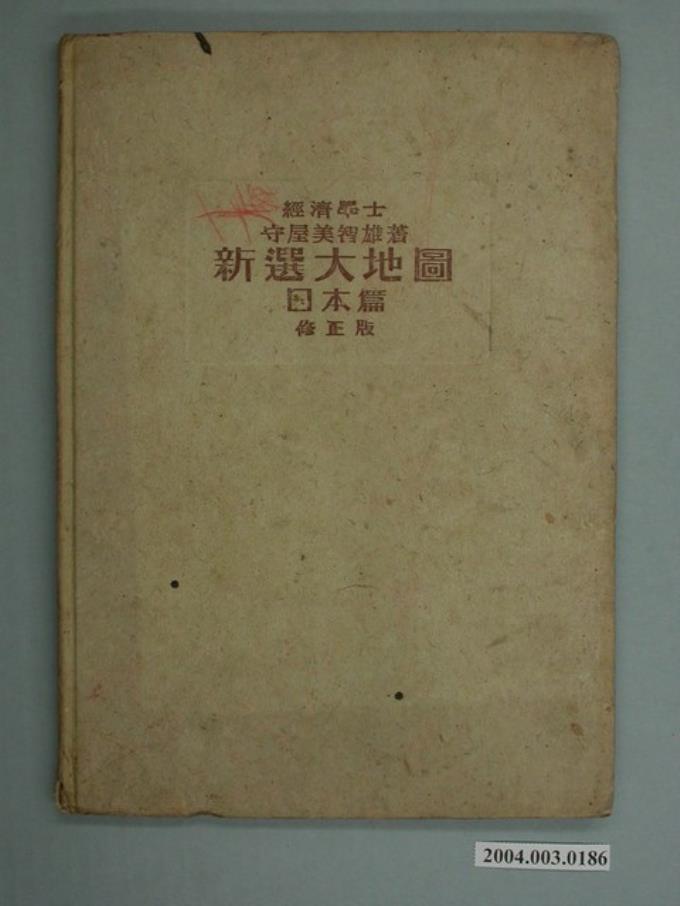 經濟學士
守屋美智雄著
新選大地圖
日本篇
修正版
2004.003.0186